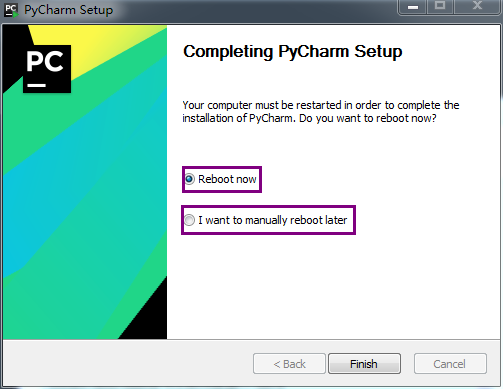 PyCharm Setup
PC
Completing PyCharm Setup
Your computer must be restarted in order to complete the
installation of PyCharm. Do you want to reboot now?
Reboot now
I want to manually reboot later
< Back
Finish
Cancel